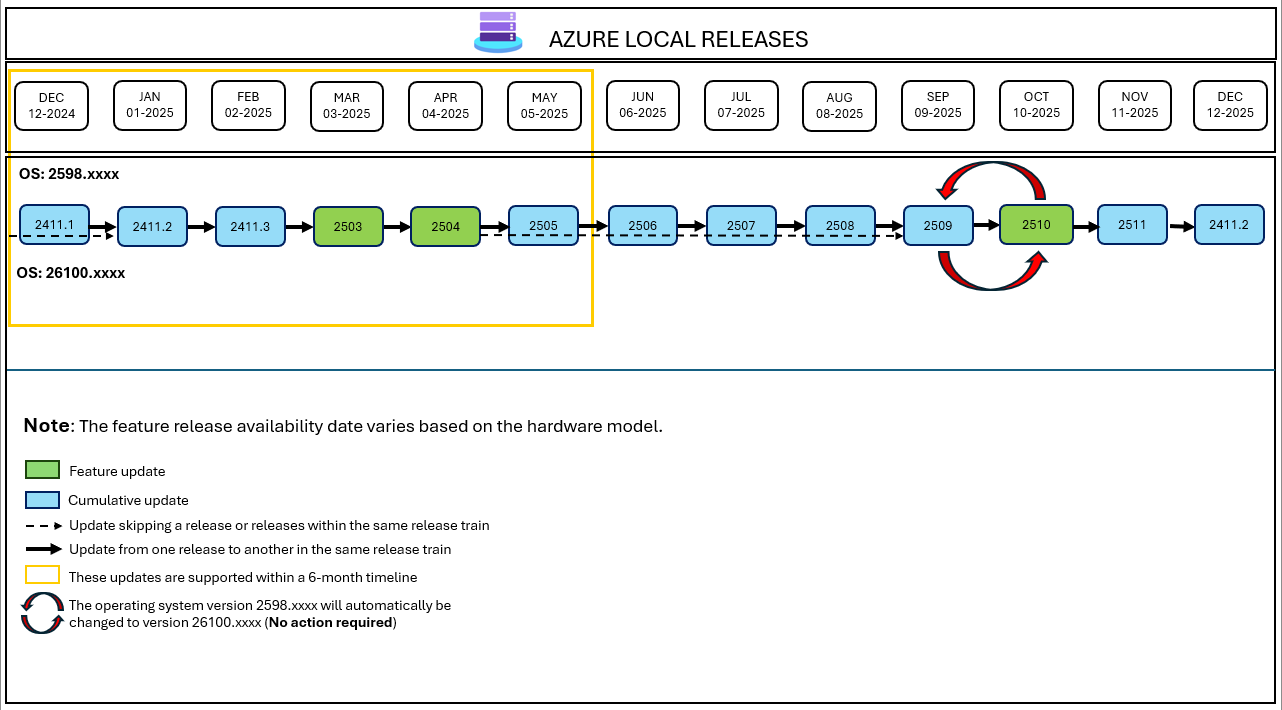 AZURE LOCAL RELEASES
DEC
12-2024
JAN
01-2025
FEB
02-2025
MAR
03-2025
APR
04-2025
MAY
05-2025
JUN
06-2025
JUL
07-2025
AUG
08-2025
SEP
09-2025
OCT
10-2025
NOV
11-2025
DEC
12-2025
OS: 2598.xxxx
2411.1
2411.2
2411.3
2503
2504
2505
2506
2507
2508
2509
2510
2511
2411.2
OS: 26100.xxxx
Note: The feature release availability date varies based on the hardware model.
Feature update
Cumulative update
Update skipping a release or releases within the same release train
Update from one release to another in the same release train
These updates are supported within a 6-month timeline
The operating system version 2598.xxxx will automatically be
changed to version 26100.xxxx (No action required)